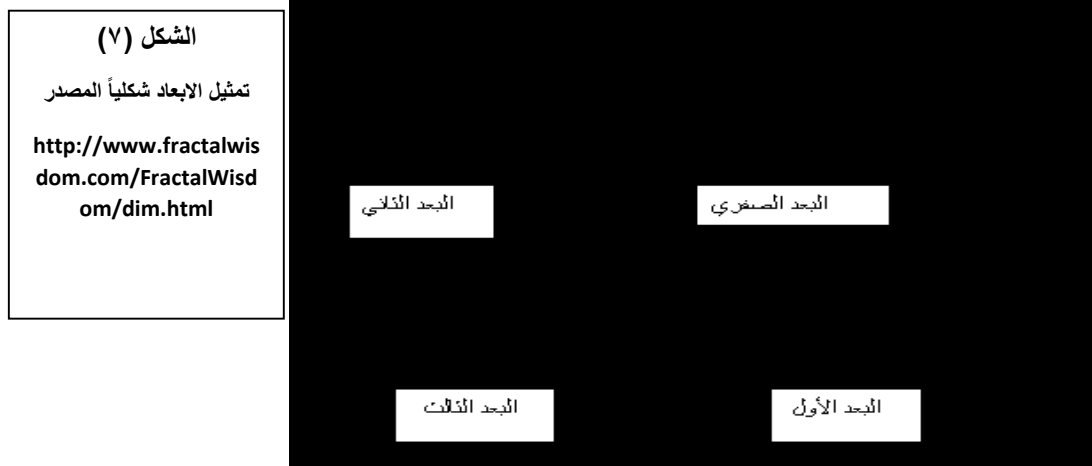 الشكل (٧)
تمثيل الابعاد شكلياً المصدر
http://www.fractalwis
dom.com/FractalWisd
om/dim.html
البعد الصفري
البعد الثاني
البعد الأول
البعد الثالث